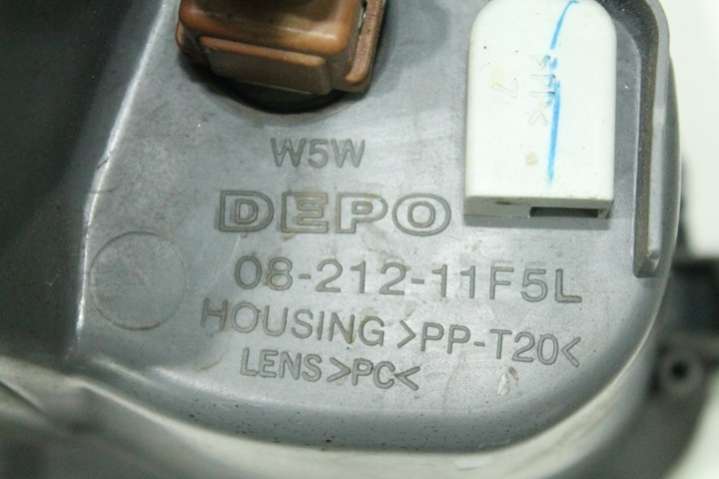 W5W
DEPO
08-212-11F5L
HOUSING >PP-T20<
LENS>PC<